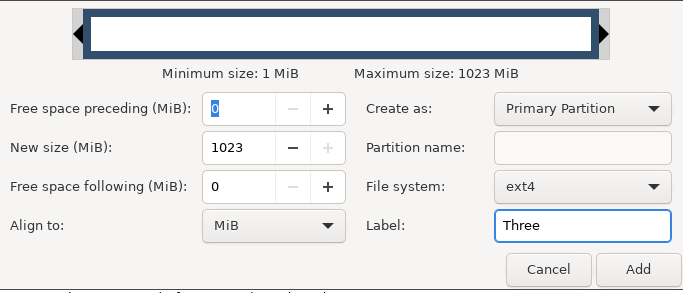 Minimum size: 1 MiB Maximum size: 1023 MiB
Free space preceding (MiB): 0 Create as: Primary Partition
New size (MiB): 1023 Partition name:
Free space following (MiB): 0 File system: ext4
Align to: MiB Label: Three
Cancel Add